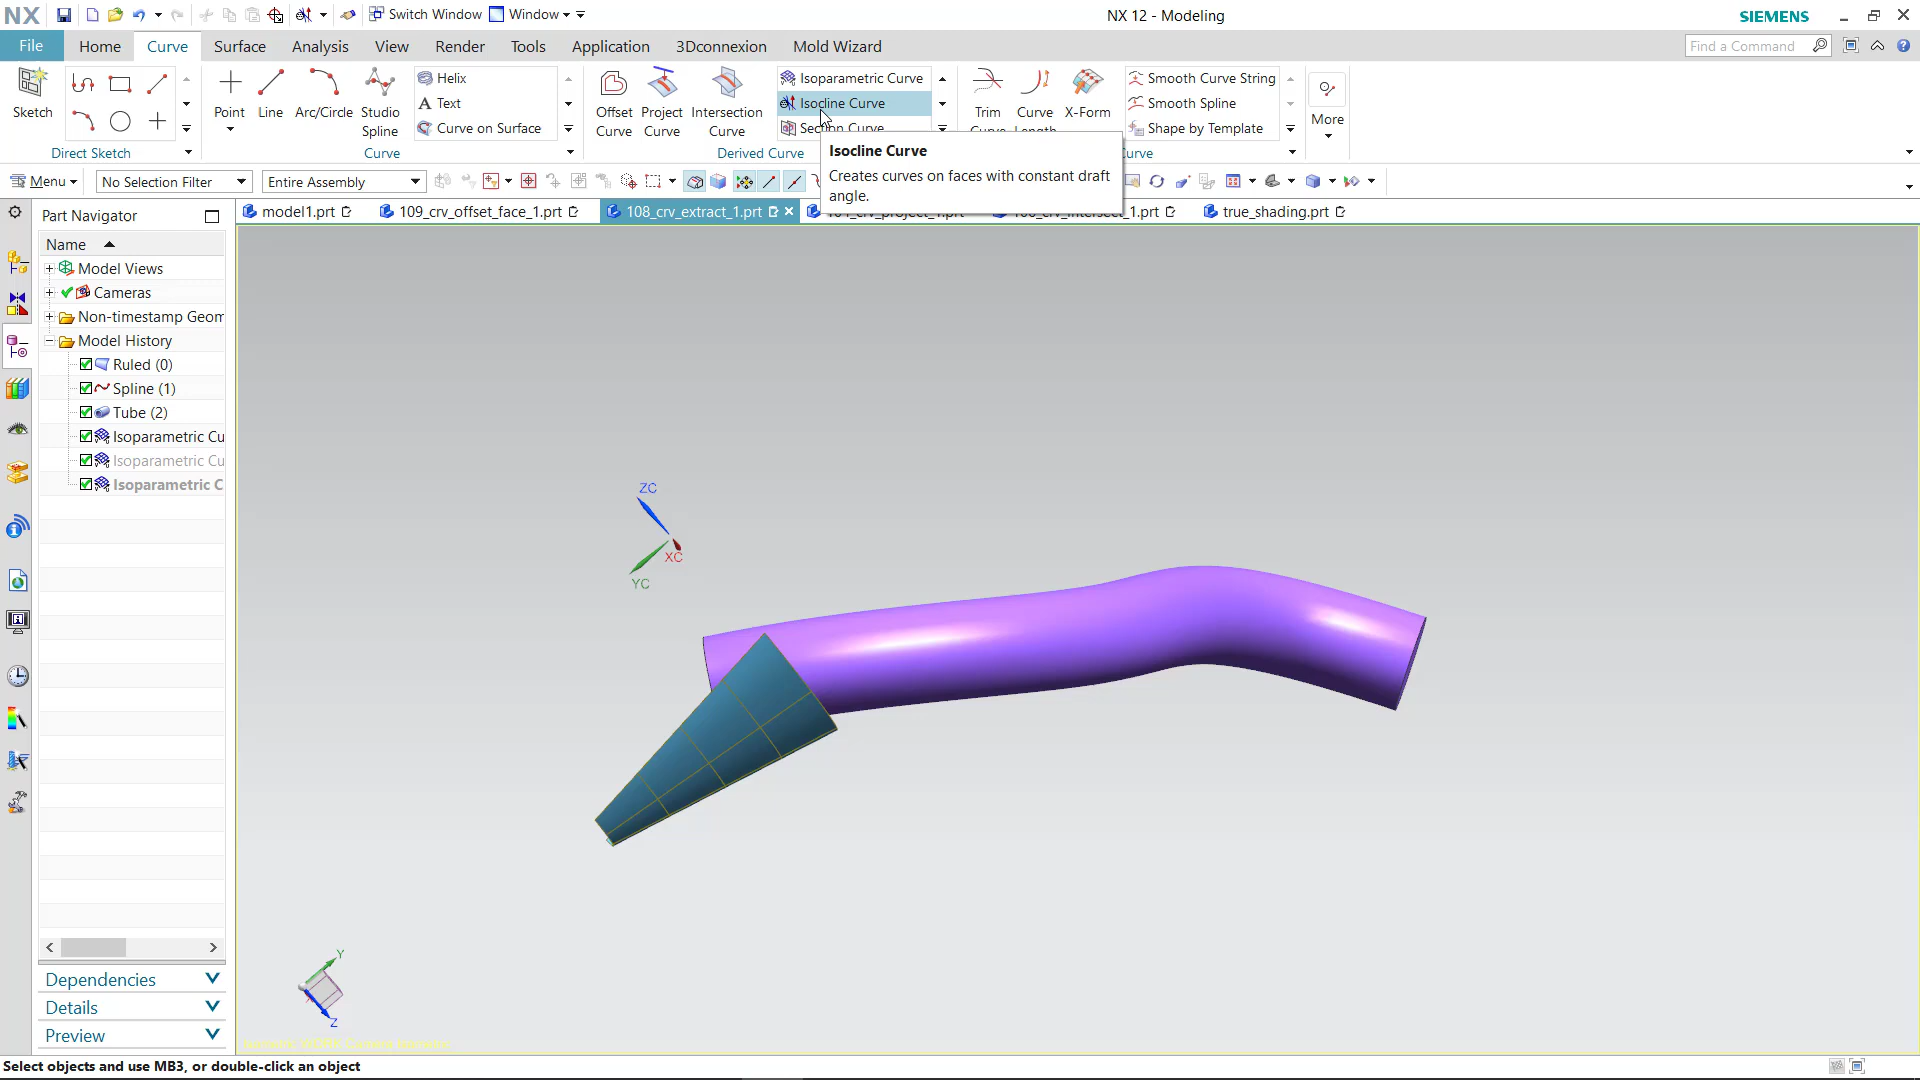 NX
Switch Window
Window
NX 12 - Modeling
SIEMENS
File
Home
Curve
Surface
Analysis
View
Render
Tools
Application
3Dconnexion
Mold Wizard
Find a Command
Sketch
Point
Line
Arc/Circle
Studio
Spline
Helix
Text
Curve on Surface
Offset
Curve
Project
Curve
Intersection
Curve
Isoparametric Curve
Isocline Curve
Section Curve
Trim
Curve
Curve
Length
X-Form
Smooth Curve String
Smooth Spline
Shape by Template
More
Direct Sketch
Curve
Derived Curve
Curve
Isocline Curve
Creates curves on faces with constant draft
angle.
Menu
No Selection Filter
Entire Assembly
Part Navigator
model1.prt
109_crv_offset_face_1.prt
108_crv_extract_1.prt
true_shading.prt
Name
Model Views
Cameras
Non-timestamp Geom
Model History
Ruled (0)
Spline (1)
Tube (2)
Isoparametric Cu
Isoparametric Cu
Isoparametric C
ZC
XC
YC
Y
Z
Dependencies
Details
Preview
Select objects and use MB3, or double-click an object